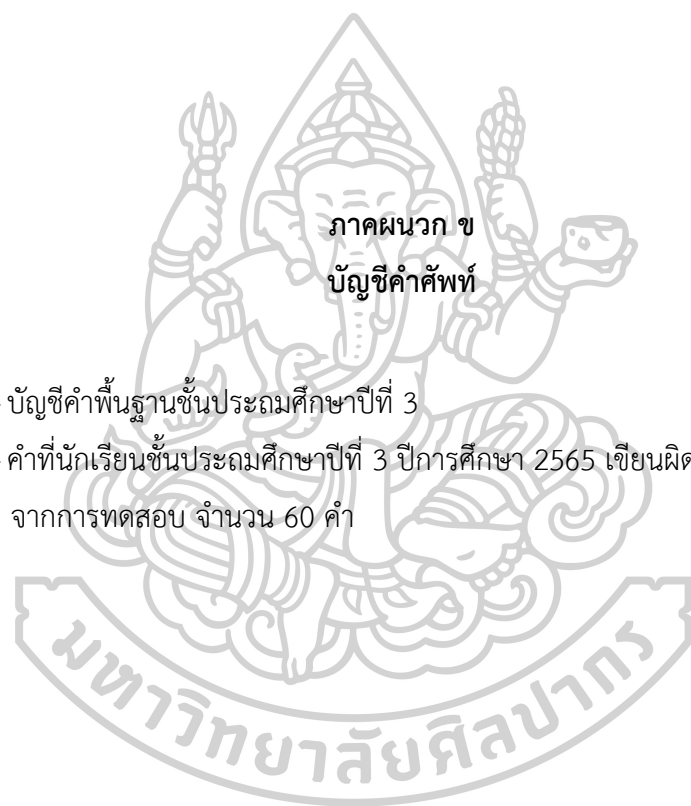 ภาคผนวก ข
บัญชีคำศัพท์
- บัญชีคำพื้นฐานชั้นประถมศึกษาปีที่ 3
- คำที่นักเรียนชั้นประถมศึกษาปีที่ 3 ปีการศึกษา 2565 เขียนผิด
จากการทดสอบ จำนวน 60 คำ
มหาวิทยาลัยศิลปากร